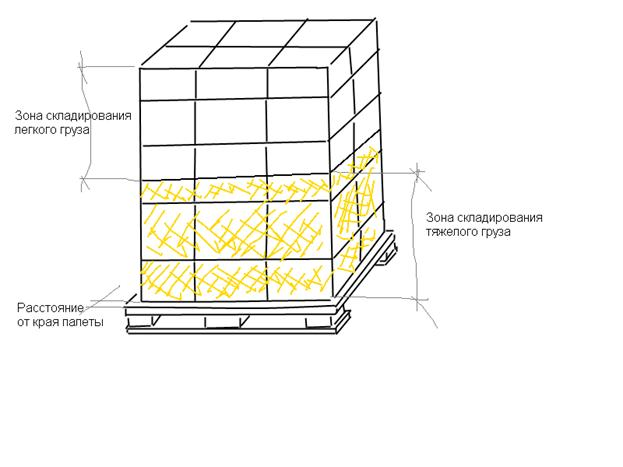 Зона складирования
легкого груза
Зона складирования
тяжелого груза
Расстояние
от края палеты